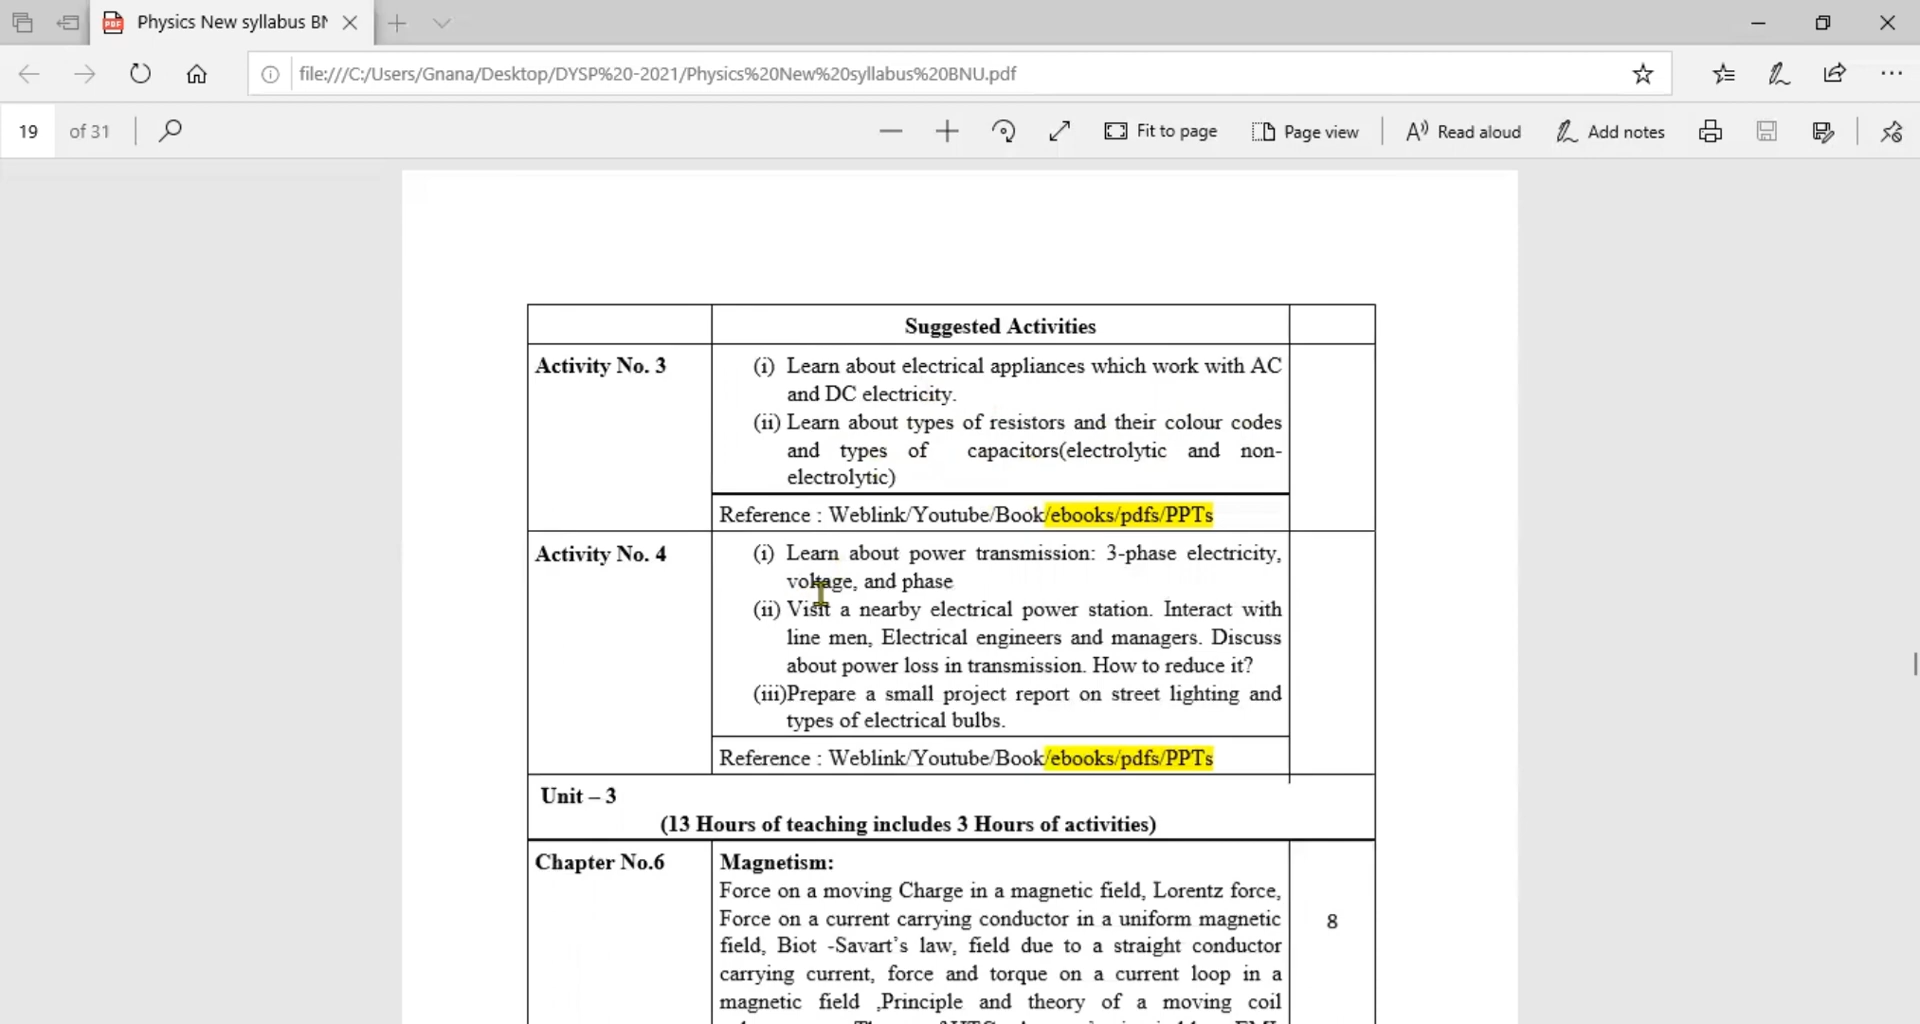 Physics New syllabus BN
file:///C:/Users/Gnana/Desktop/DYSP%20-2021/Physics%20New%20syllabus%20BNU.pdf
19 of 31 Fit to page Page view Read aloud Add notes
Suggested Activities
Activity No. 3
(i) Learn about electrical appliances which work with AC
and DC electricity.
(ii) Learn about types of resistors and their colour codes
and types of capacitors(electrolytic and non-
electrolytic)
Reference : Weblink/Youtube/Book/ebooks/pdfs/PPTs
Activity No. 4
(i) Learn about power transmission: 3-phase electricity,
voltage, and phase
(ii) Visit a nearby electrical power station. Interact with
line men, Electrical engineers and managers. Discuss
about power loss in transmission. How to reduce it?
(iii)Prepare a small project report on street lighting and
types of electrical bulbs.
Reference : Weblink/Youtube/Book/ebooks/pdfs/PPTs
Unit – 3
(13 Hours of teaching includes 3 Hours of activities)
Chapter No.6
Magnetism:
Force on a moving Charge in a magnetic field, Lorentz force,
Force on a current carrying conductor in a uniform magnetic
field, Biot -Savart's law, field due to a straight conductor
carrying current, force and torque on a current loop in a
magnetic field ,Principle and theory of a moving coil
8